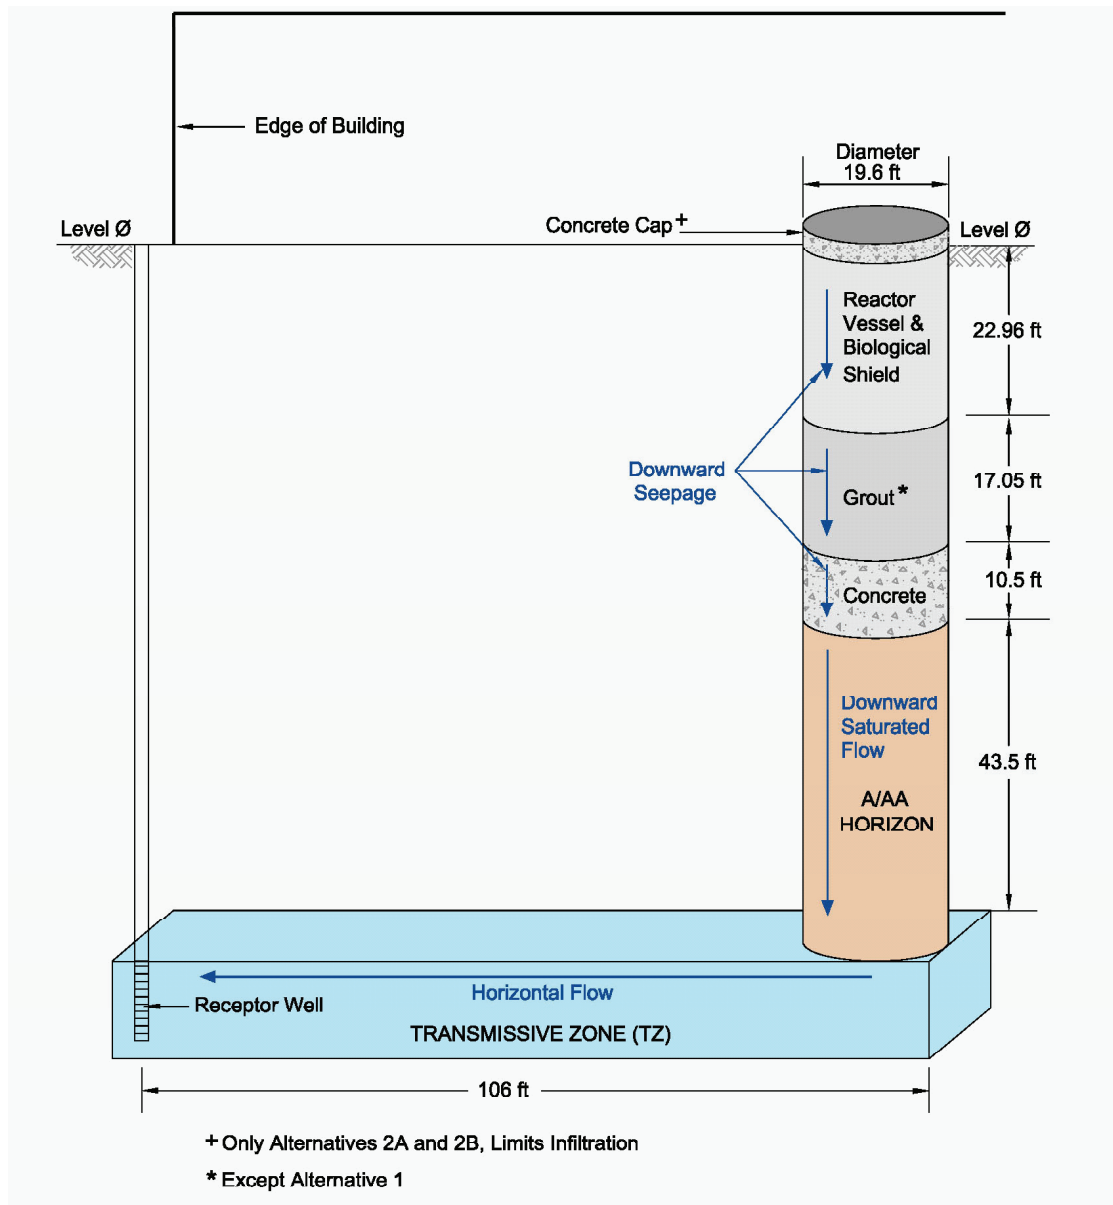 Edge of Building
Diameter
19.6 ft
Level Ø
Concrete Cap+
Level Ø
Reactor
Vessel &
Biological
Shield
22.96 ft
Downward
Seepage
Grout*
17.05 ft
Concrete
10.5 ft
Downward
Saturated
Flow
43.5 ft
A/AA
HORIZON
Horizontal Flow
Receptor Well
TRANSMISSIVE ZONE (TZ)
106 ft
+ Only Alternatives 2A and 2B, Limits Infiltration
* Except Alternative 1